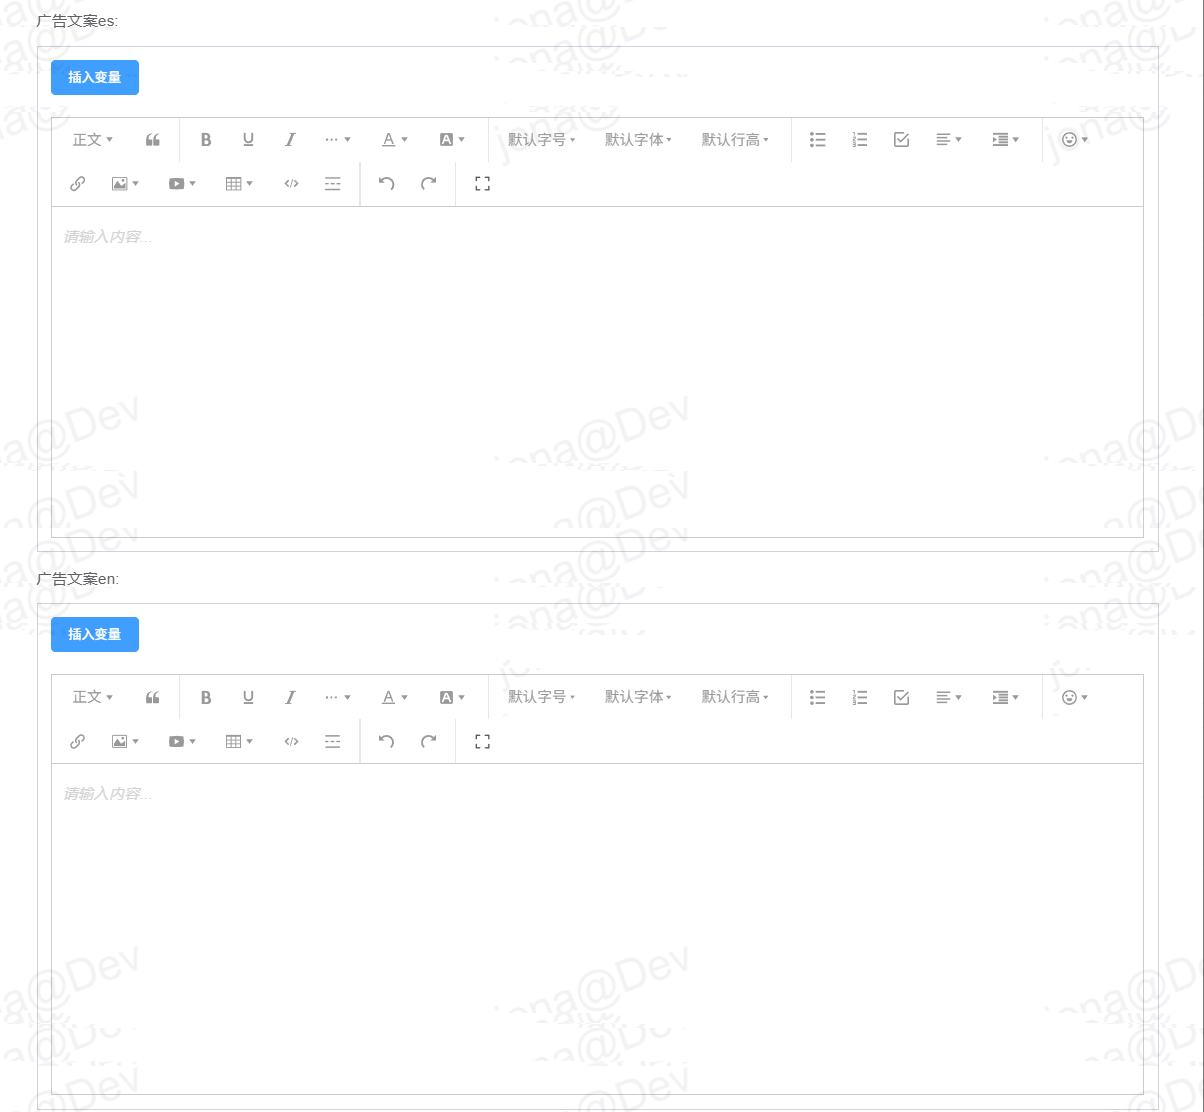 广告文案es:
插入变量
正文 B U I ... A A 默认字号 默认字体 默认行高
请输入内容...
广告文案en:
插入变量
正文 B U I ... A A 默认字号 默认字体 默认行高
请输入内容...
jona@Dev